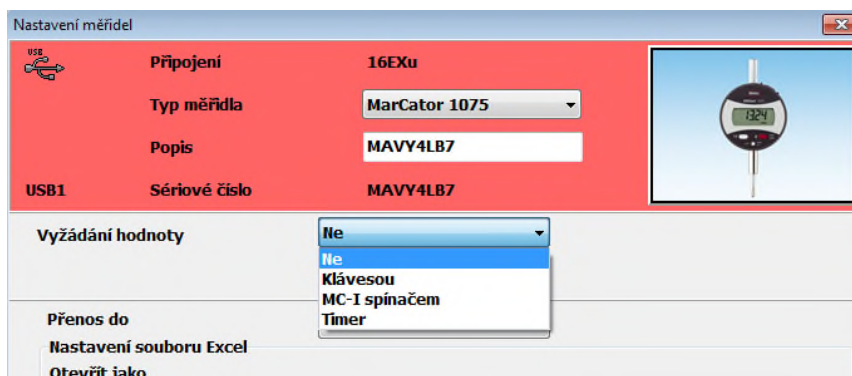 Nastavení měřidel
USB
Připojení 16EXu
Typ měřidla MarCator 1075
Popis MAVY4LB7
USB1 Sériové číslo MAVY4LB7
Vyžádání hodnoty Ne
Ne
Klávesou
MC-I spínačem
Timer
Přenos do
Nastavení souboru Excel
Otevřít jako